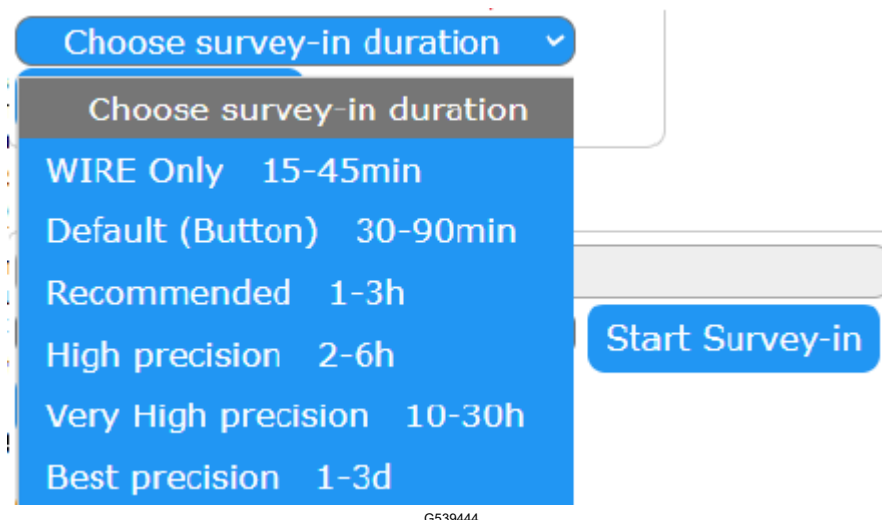 Choose survey-in duration
Choose survey-in duration
WIRE Only 15-45min
Default (Button) 30-90min
Recommended 1-3h
High precision 2-6h
Start Survey-in
Very High precision 10-30h
Best precision 1-3d
G539444